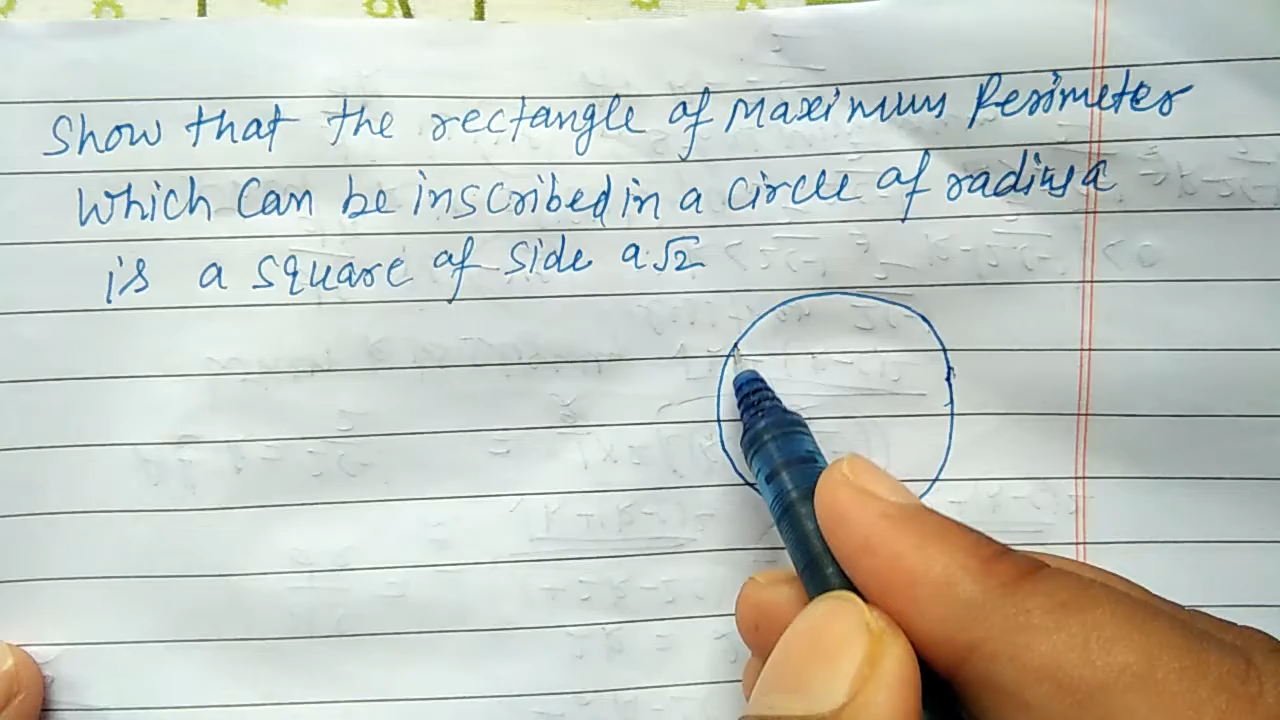 Show that the rectangle of Maximum Perimeter
Which Can be inscribed in a Circle of radius a
is a square of side a√2